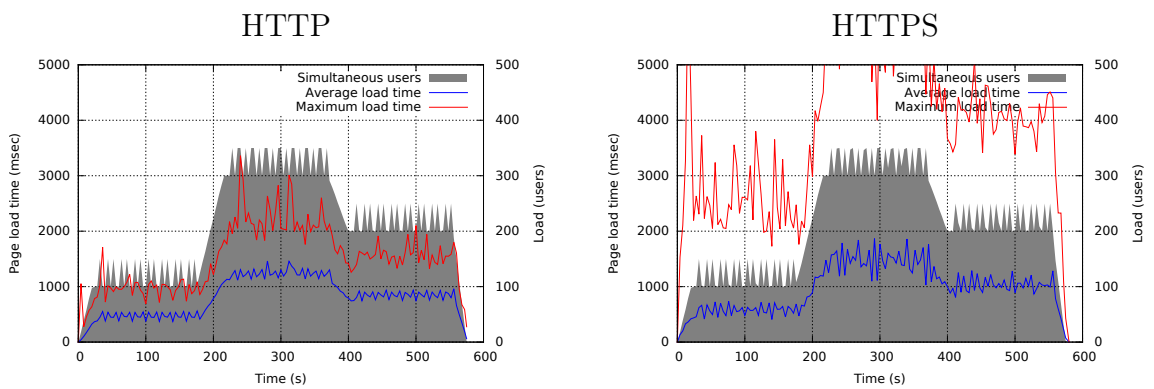 HTTP
5000
4000
3000
2000
1000
0
500
400
300
200
100
0
0
100
200
300
400
500
600
Page load time (msec)
Load (users)
Time (s)
Simultaneous users
Average load time
Maximum load time
HTTPS
5000
4000
3000
2000
1000
0
500
400
300
200
100
0
0
100
200
300
400
500
600
Page load time (msec)
Load (users)
Time (s)
Simultaneous users
Average load time
Maximum load time